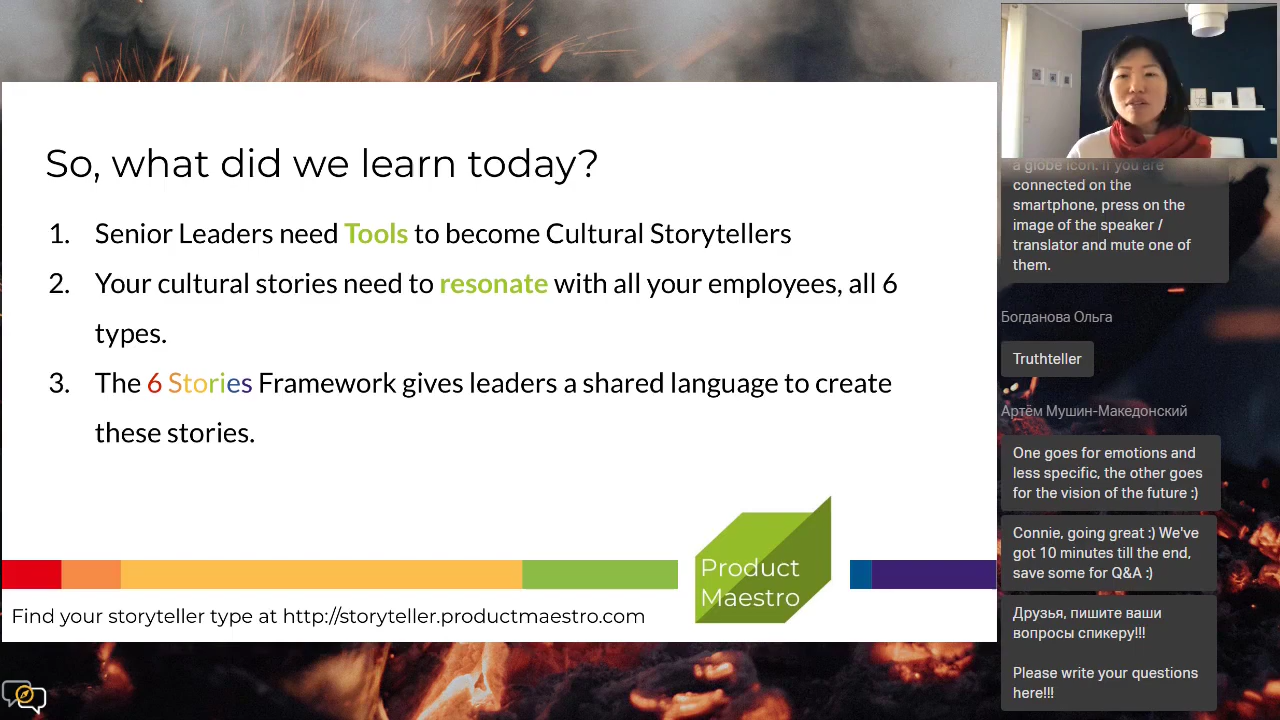 So, what did we learn today?
1. Senior Leaders need Tools to become Cultural Storytellers
2. Your cultural stories need to resonate with all your employees, all 6
types.
3. The 6 Stories Framework gives leaders a shared language to create
these stories.
Product
Maestro
Find your storyteller type at http://storyteller.productmaestro.com
a globe icon. If you are
connected on the
smartphone, press on the
image of the speaker /
translator and mute one of
them.
Богданова Ольга
Truthteller
Артём Мушин-Македонский
One goes for emotions and
less specific, the other goes
for the vision of the future :)
Connie, going great :) We've
got 10 minutes till the end,
save some for Q&A :)
Друзья, пишите ваши
вопросы спикеру!!!
Please write your questions
here!!!